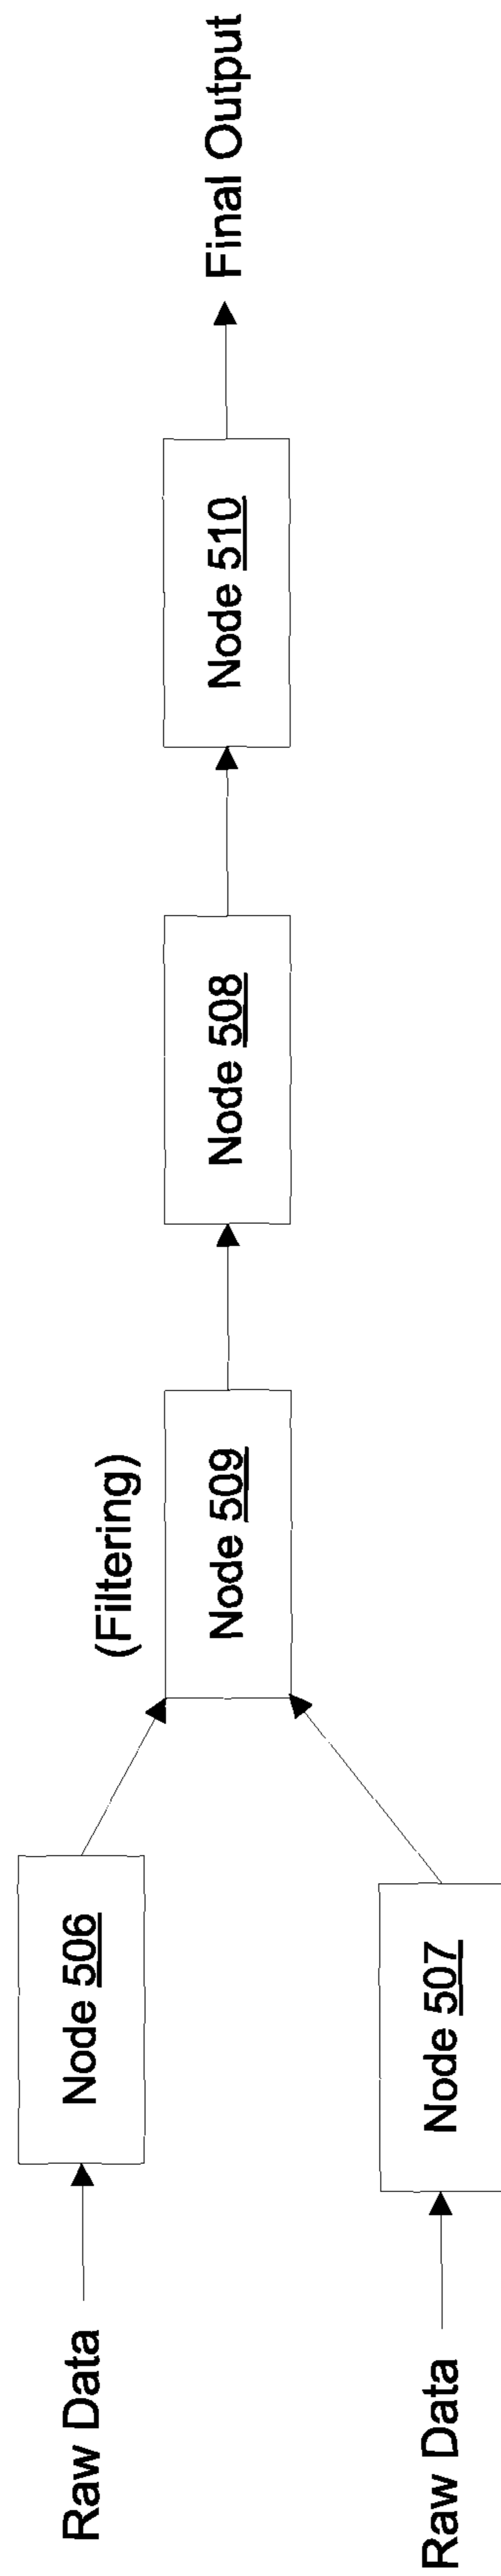 Raw Data
Node 506
Raw Data
Node 507
(Filtering)
Node 509
Node 508
Node 510
Final Output